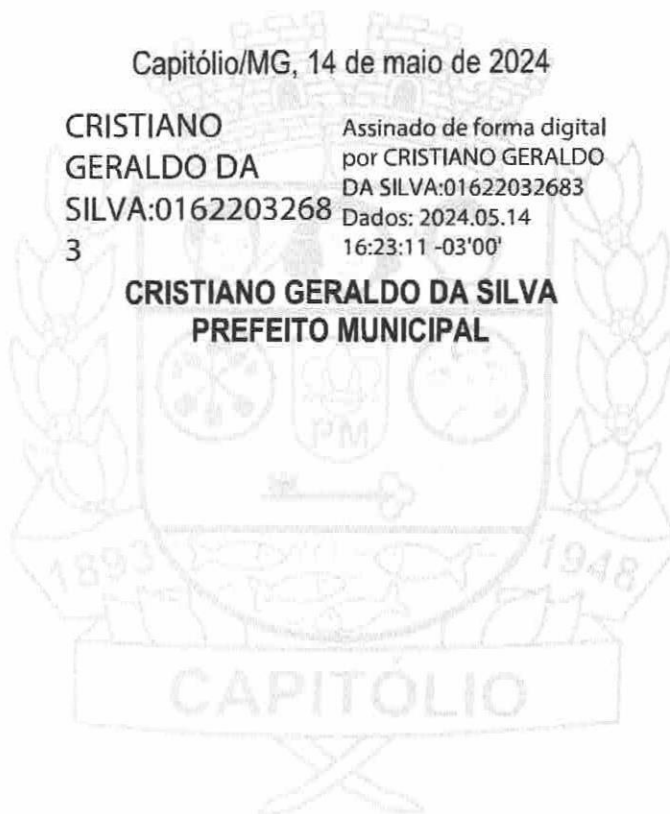 Capitólio/MG, 14 de maio de 2024
CRISTIANO
GERALDO DA
SILVA:0162203268
3
Assinado de forma digital
por CRISTIANO GERALDO
DA SILVA:01622032683
Dados: 2024.05.14
16:23:11 -03'00'
CRISTIANO GERALDO DA SILVA
PREFEITO MUNICIPAL
PM
1893
1948
CAPITÓLIO